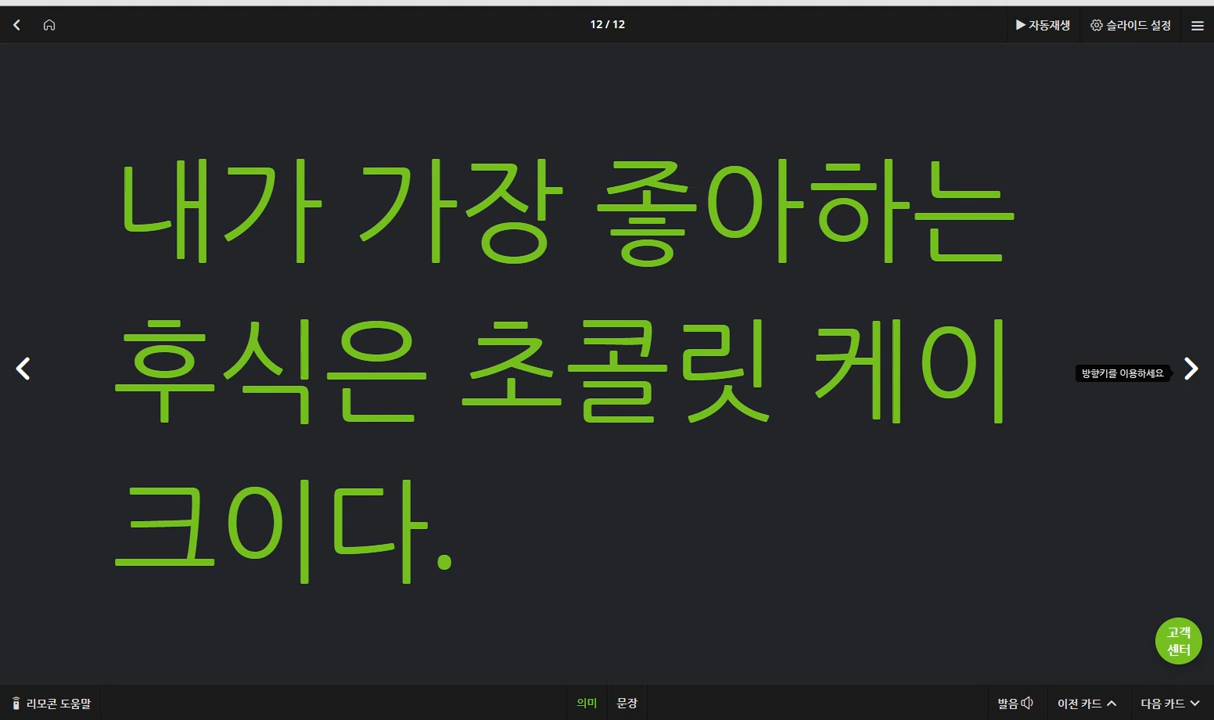 12 / 12
자동재생
슬라이드 설정
내가 가장 좋아하는
후식은 초콜릿 케이
크이다.
방향키를 이용하세요
고객
센터
리모콘 도움말
의미
문장
발음
이전 카드
다음 카드